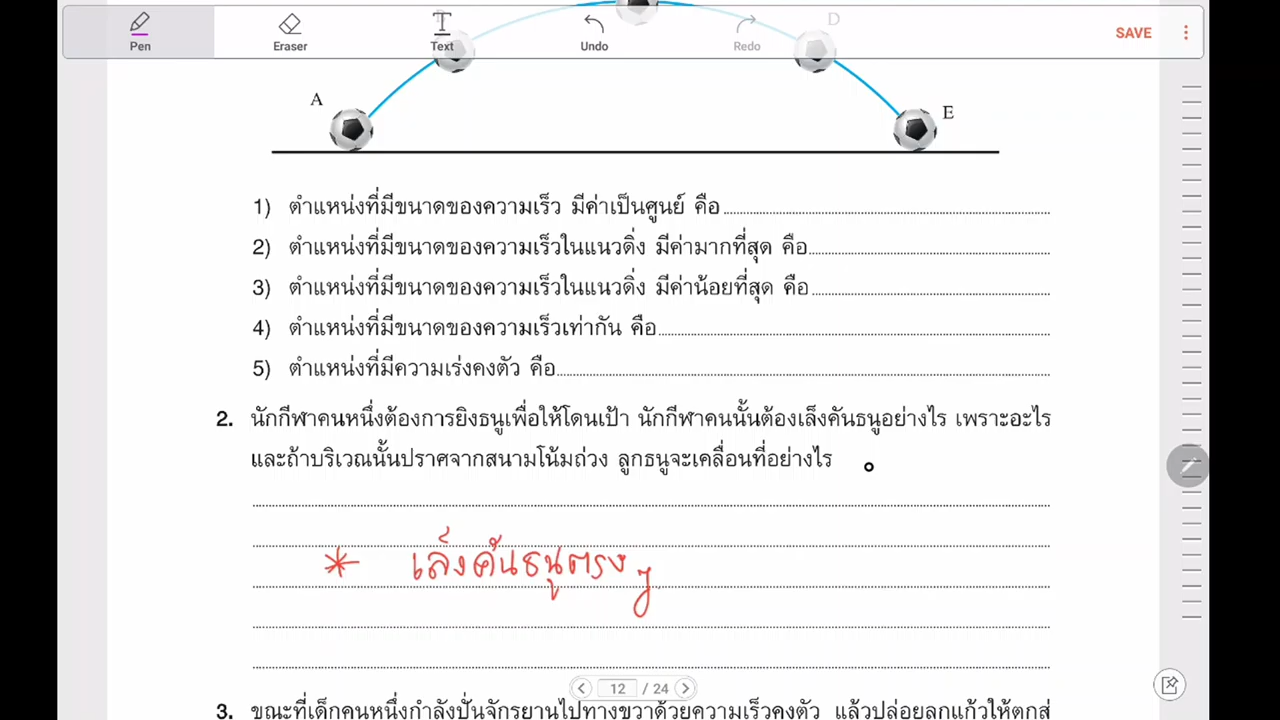 Pen
Eraser
Text
Undo
Redo
SAVE
D
A
E
1) ตำแหน่งที่มีขนาดของความเร็ว มีค่าเป็นศูนย์ คือ
2) ตำแหน่งที่มีขนาดของความเร็วในแนวดิ่ง มีค่ามากที่สุด คือ
3) ตำแหน่งที่มีขนาดของความเร็วในแนวดิ่ง มีค่าน้อยที่สุด คือ
4) ตำแหน่งที่มีขนาดของความเร็วเท่ากัน คือ
5) ตำแหน่งที่มีความเร่งคงตัว คือ
2. นักกีฬาคนหนึ่งต้องการยิงธนูเพื่อให้โดนเป้า นักกีฬาคนนั้นต้องเล็งคันธนูอย่างไร เพราะอะไร
และถ้าบริเวณนั้นปราศจากสนามโน้มถ่วง ลูกธนูจะเคลื่อนที่อย่างไร
* เล็งคันธนูตรง ๆ
12 / 24
3. ขณะที่เด็กคนหนึ่งกำลังปั่นจักรยานไปทางขวาด้วยความเร็วคงตัว แล้วปล่อยลูกแก้วให้ตกสู่